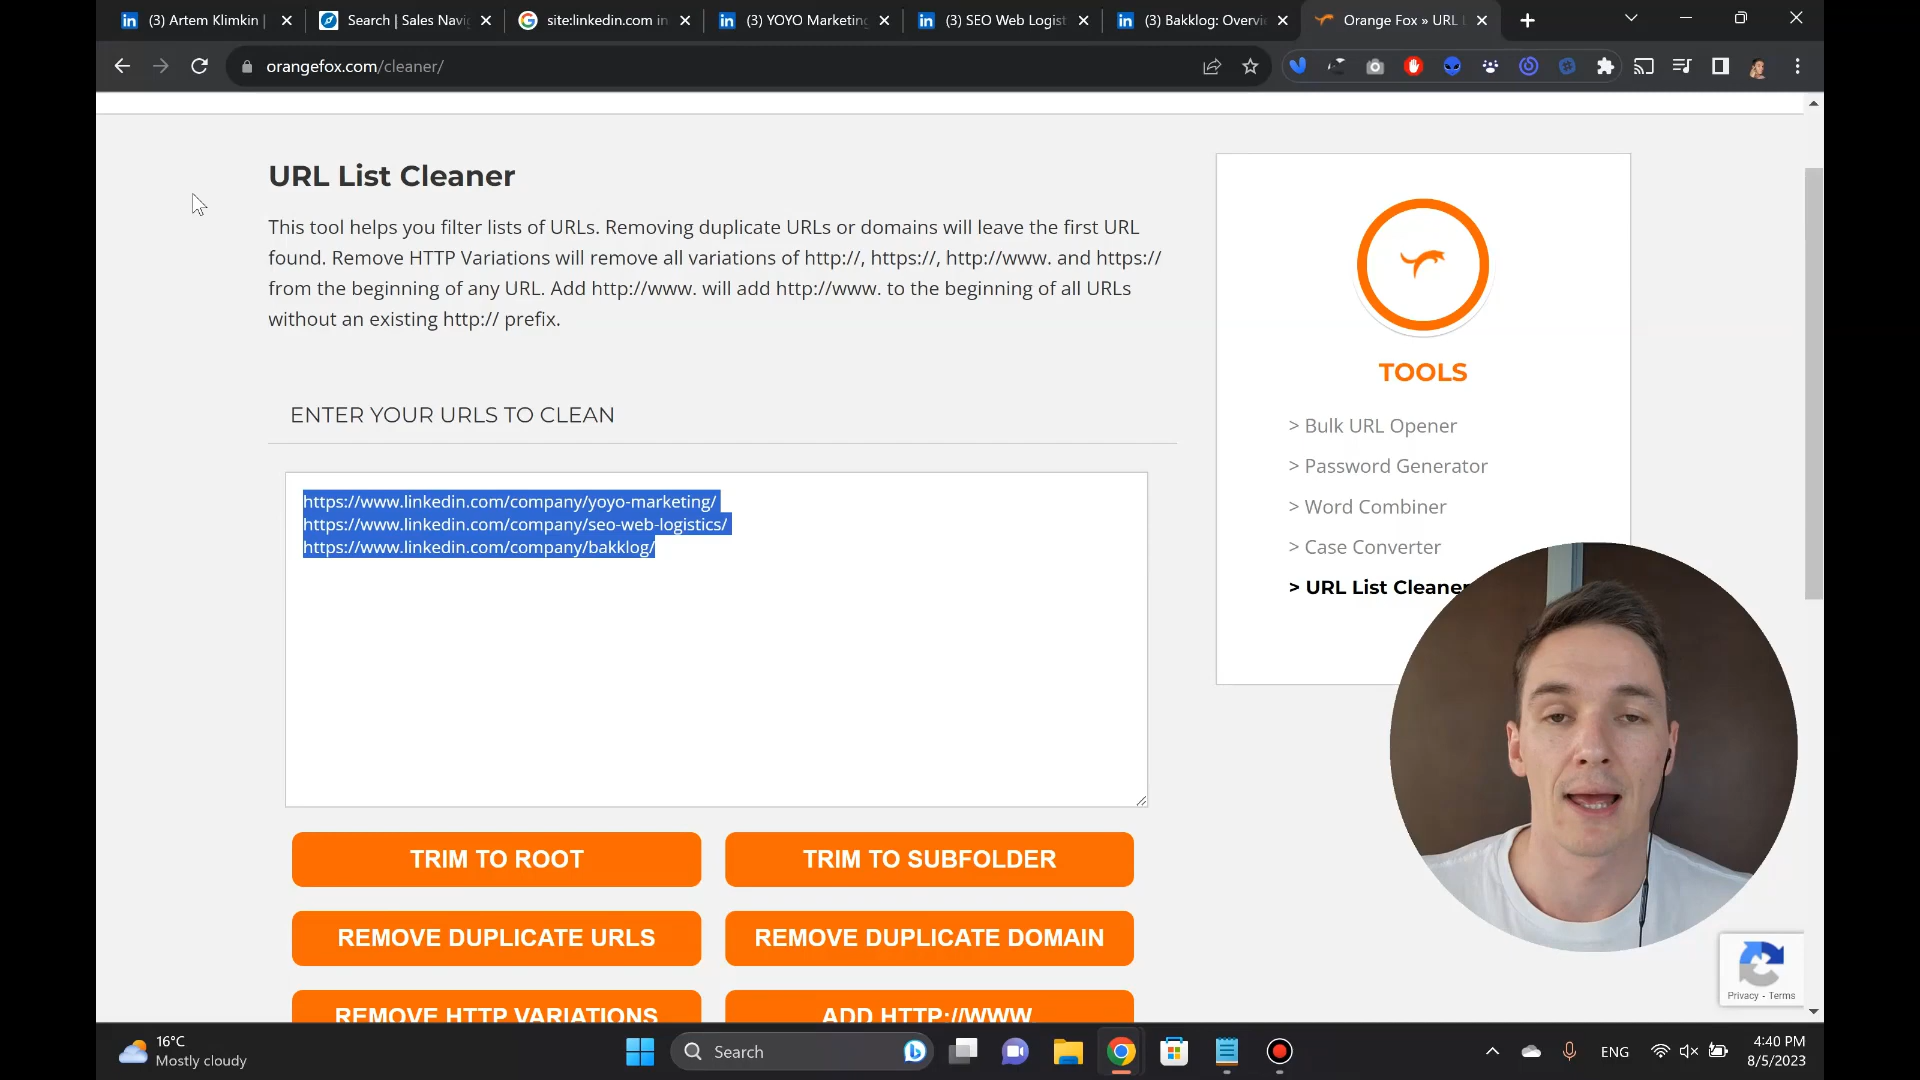 (3) Artem Klimkin |
Search | Sales Navig
site:linkedin.com in
(3) YOYO Marketing
(3) SEO Web Logist
(3) Bakklog: Overvi
Orange Fox » URL L
orangefox.com/cleaner/
URL List Cleaner
This tool helps you filter lists of URLs. Removing duplicate URLs or domains will leave the first URL
found. Remove HTTP Variations will remove all variations of http://, https://, http://www. and https://
from the beginning of any URL. Add http://www. will add http://www. to the beginning of all URLs
without an existing http:// prefix.
ENTER YOUR URLS TO CLEAN
https://www.linkedin.com/company/yoyo-marketing/
https://www.linkedin.com/company/seo-web-logistics/
https://www.linkedin.com/company/bakklog/
TRIM TO ROOT
TRIM TO SUBFOLDER
REMOVE DUPLICATE URLS
REMOVE DUPLICATE DOMAIN
REMOVE HTTP VARIATIONS
ADD HTTP://WWW
TOOLS
> Bulk URL Opener
> Password Generator
> Word Combiner
> Case Converter
> URL List Cleaner
Privacy - Terms
16°C
Mostly cloudy
Search
ENG
4:40 PM
8/5/2023